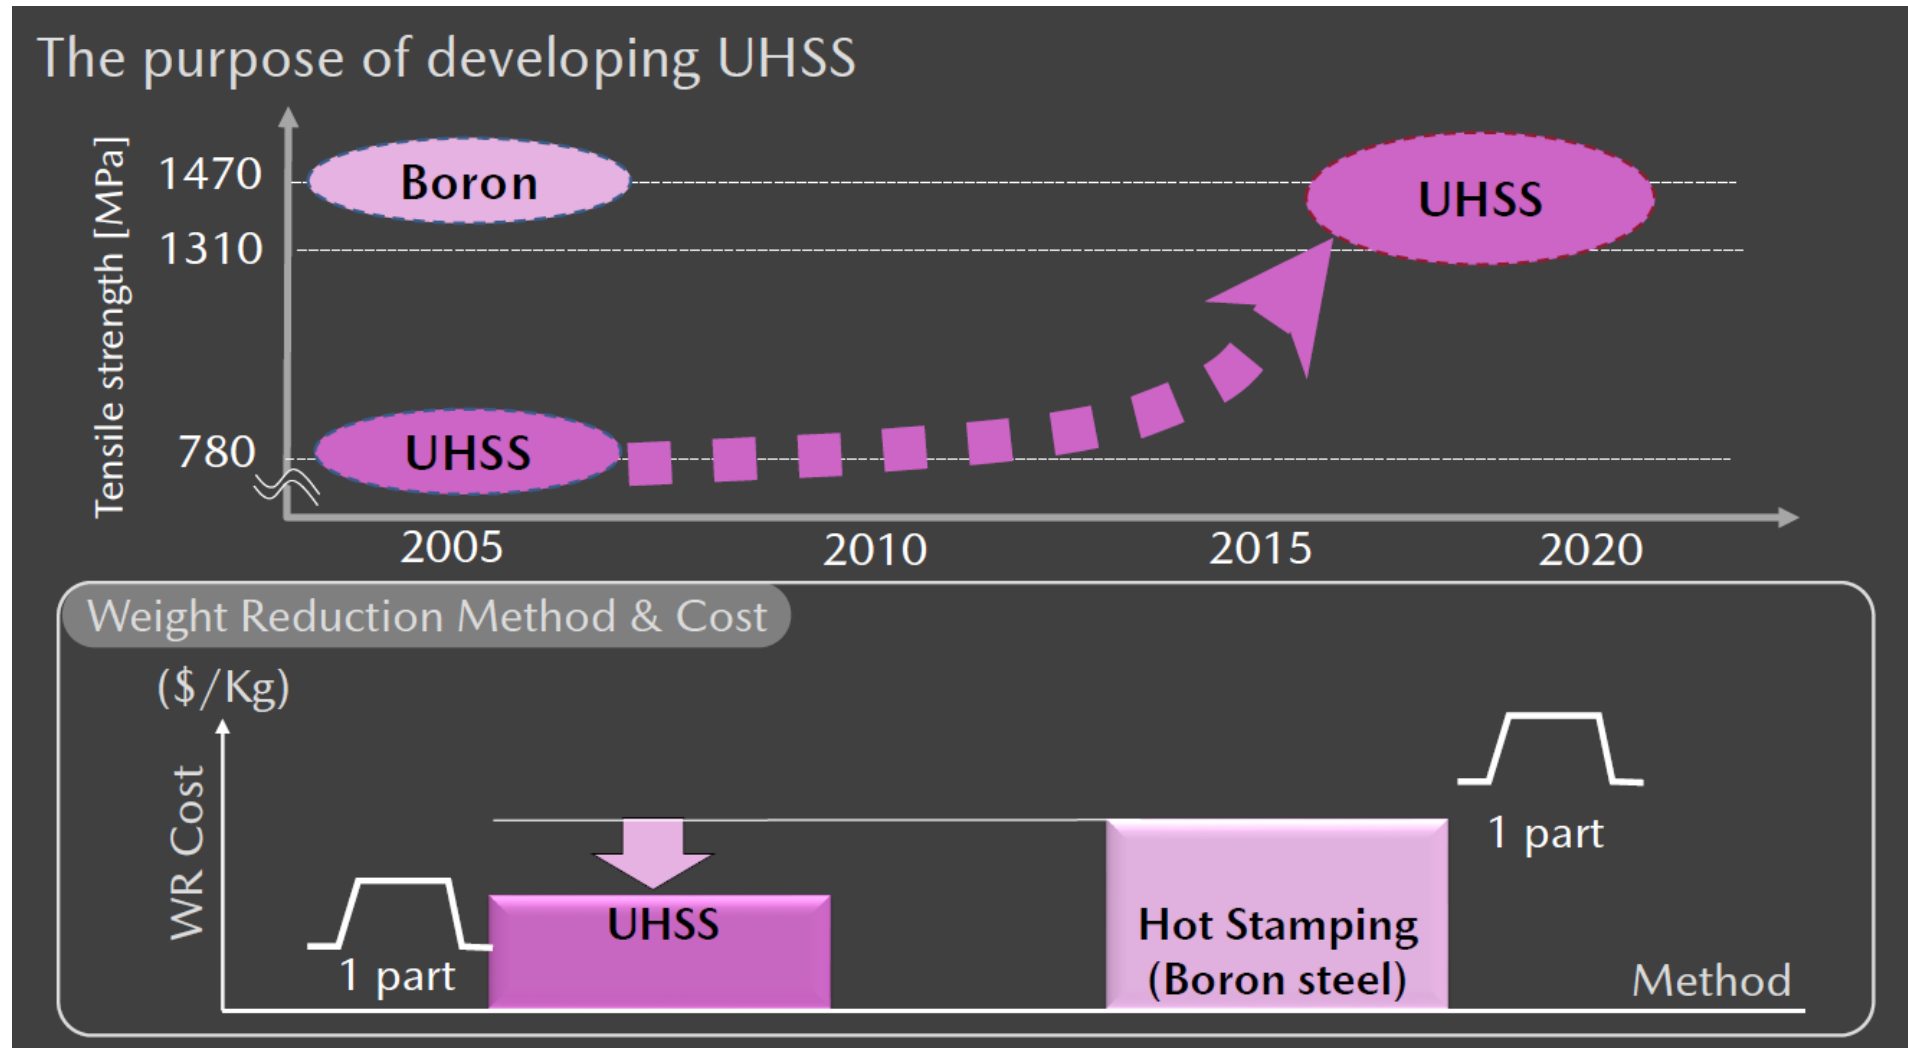 The purpose of developing UHSS
Tensile strength [MPa]
1470
Boron
UHSS
1310
780
UHSS
2005
2010
2015
2020
Weight Reduction Method & Cost
($/Kg)
WR Cost
1 part
UHSS
1 part
Hot Stamping
(Boron steel)
Method